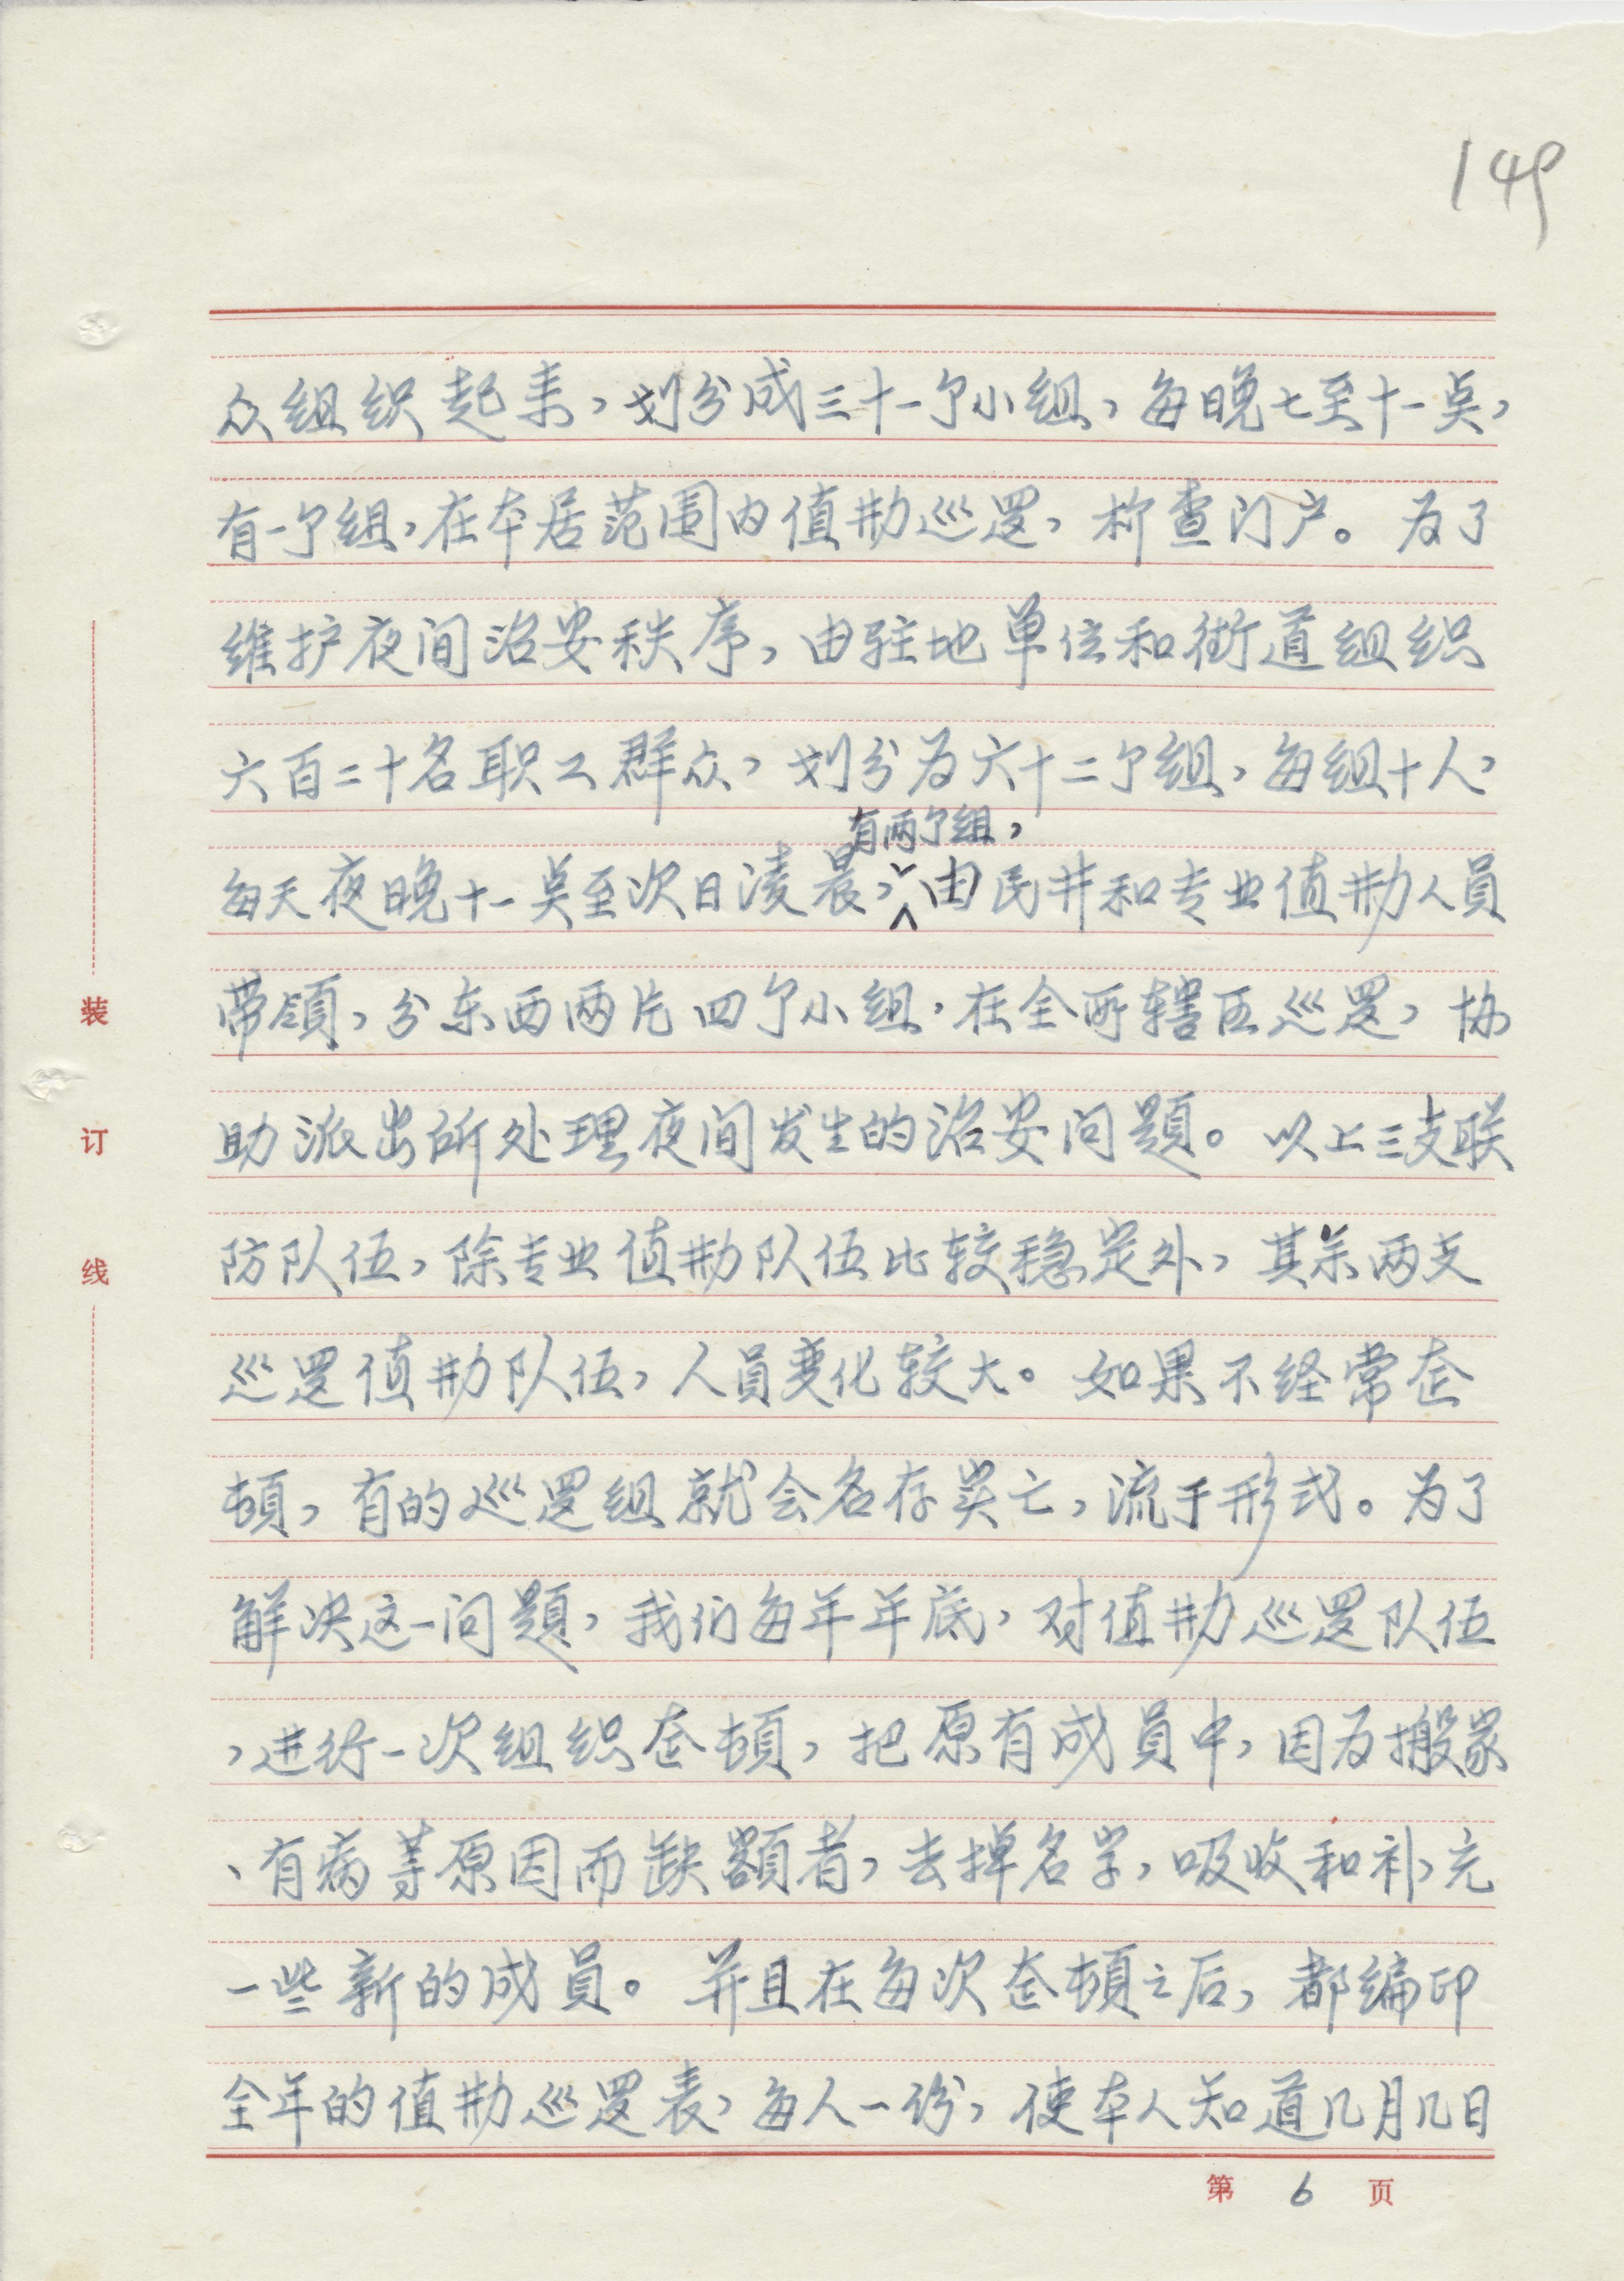 149
众组织起来，划分成三十一个小组，每晚七至十一点，
有一个组，在本居范围内值勤巡逻，检查门户。为了
维护夜间治安秩序，由驻地单位和街道组织
六百二十名职工群众，划分为六十二个组，每组十人，
有两个组，
每天夜晚十一点至次日凌晨，由民井和专业值勤人员
带领，分东西两片四个小组，在全所辖区巡逻，协
助派出所处理夜间发生的治安问题。以上三支联
防队伍，除专业值勤队伍比较稳定外，其余两支
巡逻值勤队伍，人员变化较大。如果不经常整
顿，有的巡逻组就会名存实亡，流于形式。为了
解决这一问题，我们每年年底，对值勤巡逻队伍
，进行一次组织整顿，把原有成员中，因为搬家
、有病等原因而缺额者，去掉名字，吸收和补充
一些新的成员。并且在每次整顿之后，都编印
全年的值勤巡逻表，每人一份，使本人知道几月几日
装
订
线
第 6 页